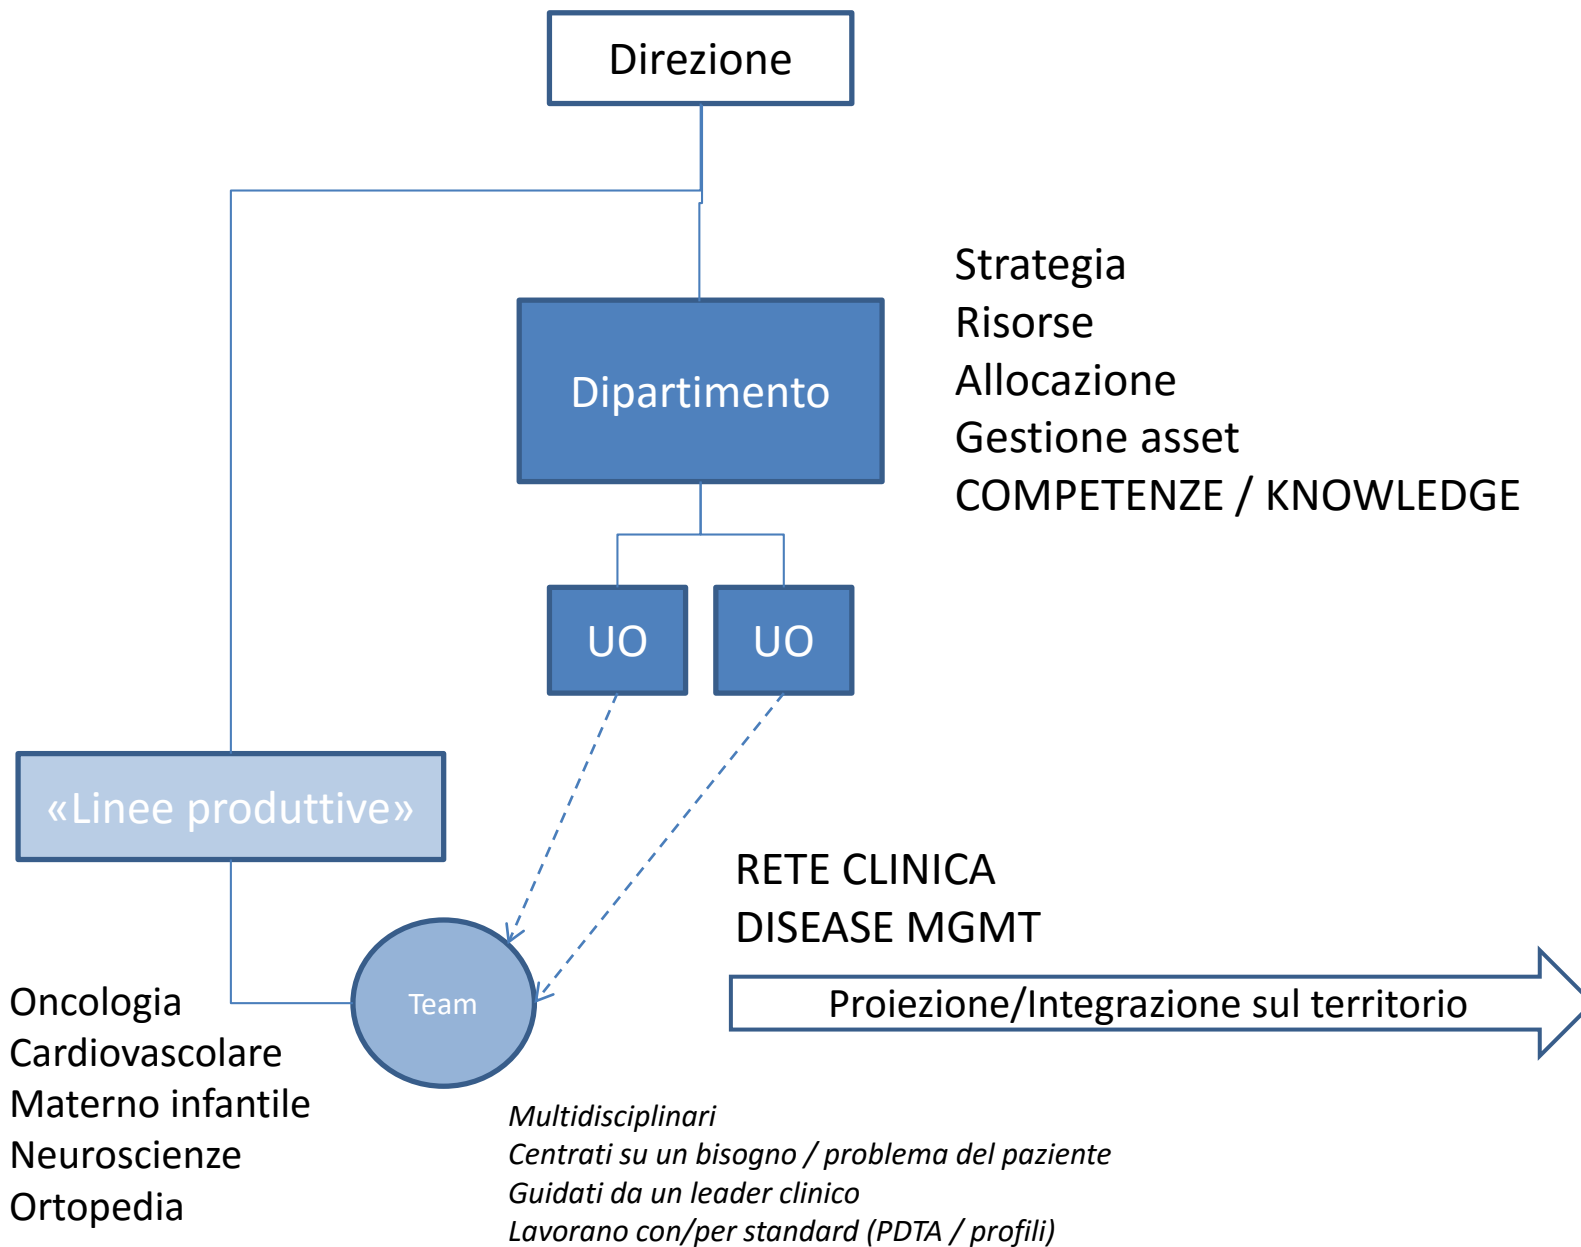 Direzione
Strategia
Risorse
Allocazione
Gestione asset
COMPETENZE / KNOWLEDGE
Dipartimento
UO
UO
«Linee produttive»
RETE CLINICA
DISEASE MGMT
Proiezione/Integrazione sul territorio
Team
Oncologia
Cardiovascolare
Materno infantile
Neuroscienze
Ortopedia
Multidisciplinari
Centrati su un bisogno / problema del paziente
Guidati da un leader clinico
Lavorano con/per standard (PDTA / profili)